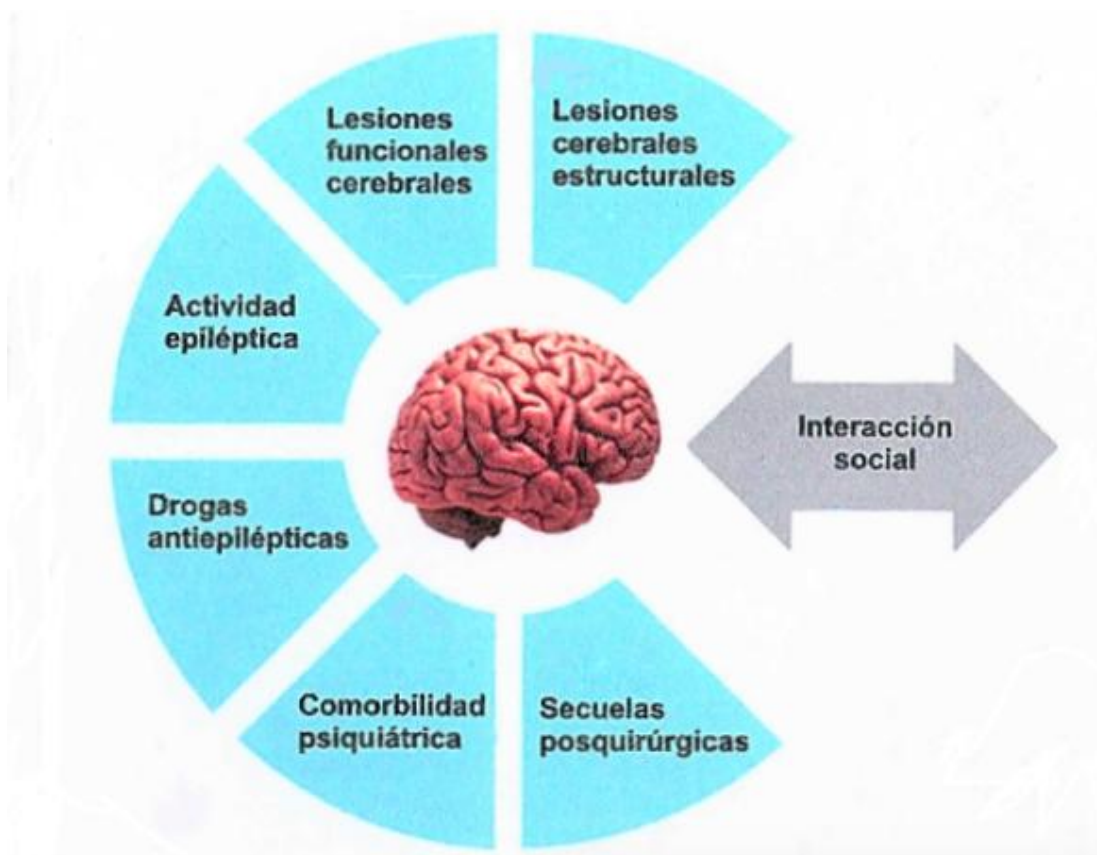 Lesiones
funcionales
cerebrales
Lesiones
cerebrales
estructurales
Actividad
epiléptica
Interacción
social
Drogas
antiepilépticas
Comorbilidad
psiquiátrica
Secuelas
posquirúrgicas